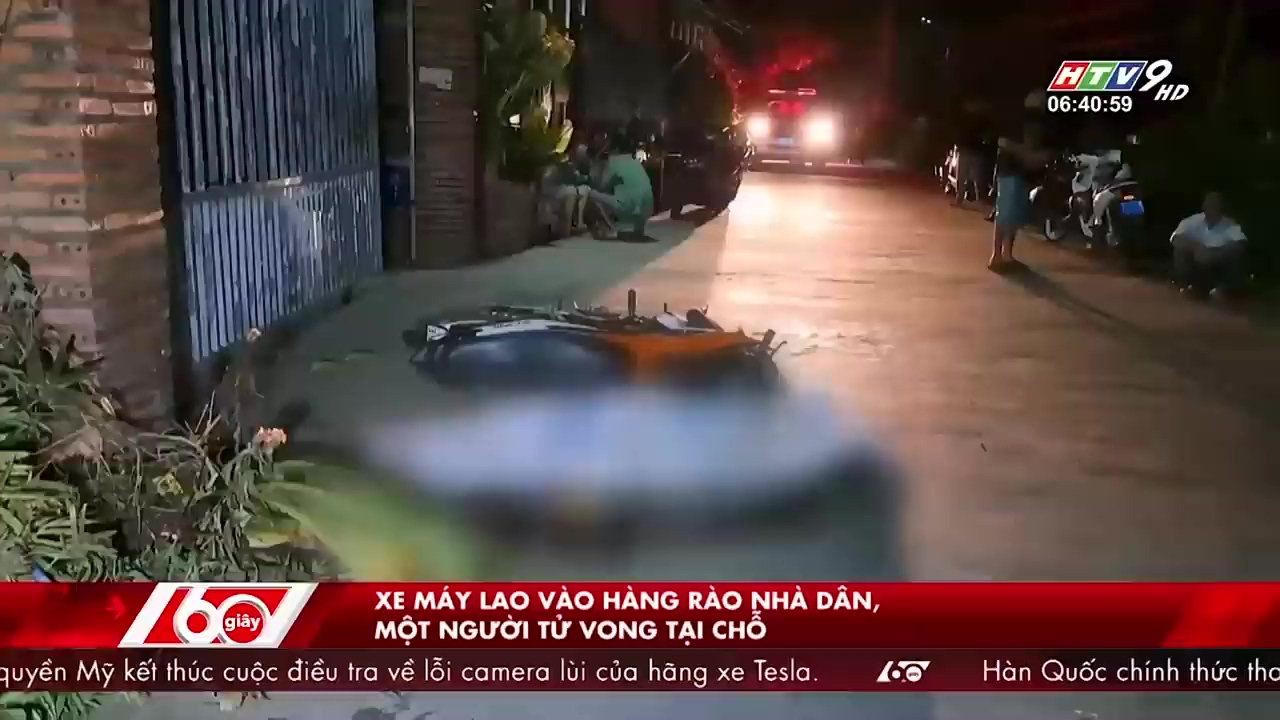 HTV9 HD
06:40:59
60 giây
XE MÁY LAO VÀO HÀNG RÀO NHÀ DÂN,
MỘT NGƯỜI TỬ VONG TẠI CHỖ
quyền Mỹ kết thúc cuộc điều tra về lỗi camera lùi của hãng xe Tesla. 60 giây Hàn Quốc chính thức